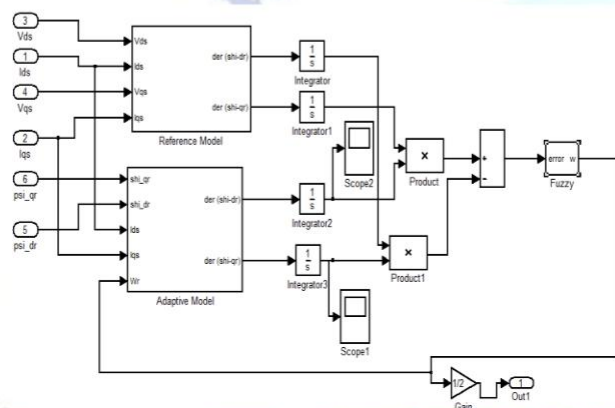 3
Vds
1
Ids
4
Vqs
2
Iqs
6
psi_qr
5
psi_dr
Vds
Ids
Vqs
Iqs
der (shi-dr)
der (shi-qr)
Reference Model
shi_qr
shi_dr
Ids
Iqs
Wr
der (shi-dr)
der (shi-qr)
Adaptive Model
1
s
Integrator
1
s
Integrator1
1
s
Integrator2
1
s
Integrator3
Scope2
Scope1
×
Product
×
Product1
+
-
error w
Fuzzy
1/2
Gain
1
Out1